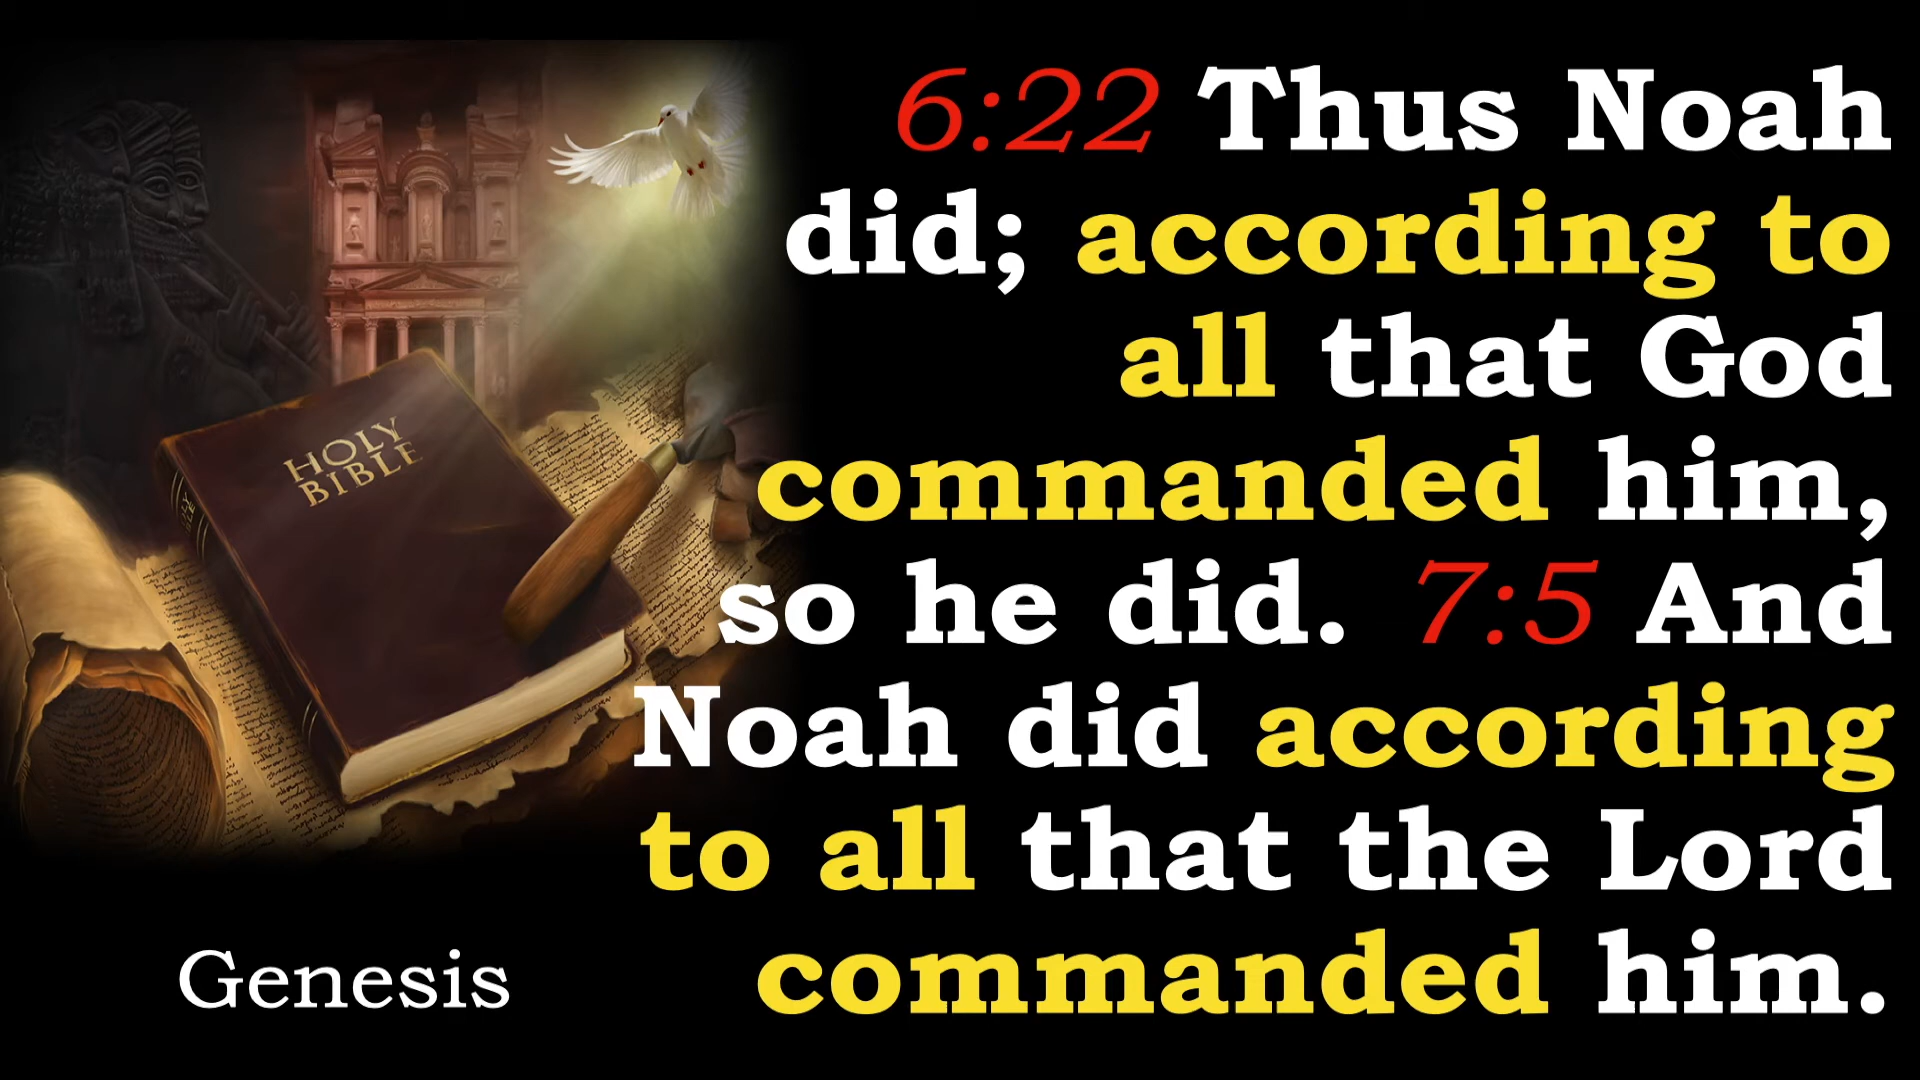 6:22 Thus Noah
did; according to
all that God
commanded him,
so he did. 7:5 And
Noah did according
to all that the Lord
commanded him.
HOLY
BIBLE
Genesis